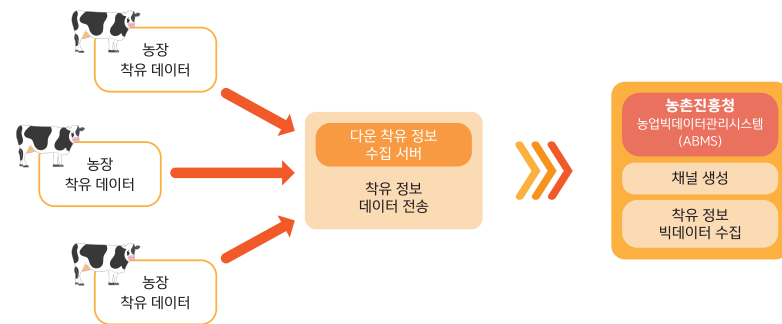 농장
착유 데이터
농장
착유 데이터
농장
착유 데이터
다운 착유 정보
수집 서버
착유 정보
데이터 전송
농촌진흥청
농업빅데이터관리시스템
(ABMS)
채널 생성
착유 정보
빅데이터 수집